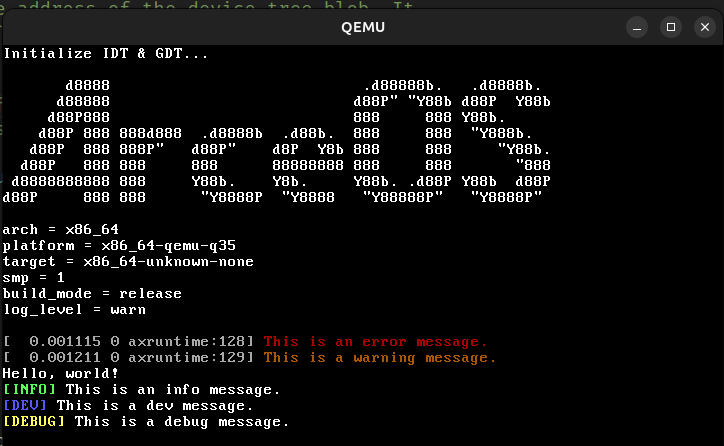 e address of the device tree blob. It
QEMU
Initialize IDT & GDT...
       d8888                            .d88888b.   .d8888b.
      d88888                           d88P" "Y88b d88P  Y88b
     d88P888                           888     888 Y88b.
    d88P 888 888d888  .d8888b  .d88b.  888     888  "Y888b.
   d88P  888 888P"   d88P"    d8P  Y8b 888     888     "Y88b.
  d88P   888 888     888      88888888 888     888       "888
 d8888888888 888     Y88b.    Y8b.     Y88b. .d88P Y88b  d88P
d88P     888 888      "Y8888P  "Y8888   "Y88888P"   "Y8888P"
arch = x86_64
platform = x86_64-qemu-q35
target = x86_64-unknown-none
smp = 1
build_mode = release
log_level = warn
[  0.001115 0 axruntime:128] This is an error message.
[  0.001211 0 axruntime:129] This is a warning message.
Hello, world!
[INFO] This is an info message.
[DEV] This is a dev message.
[DEBUG] This is a debug message.